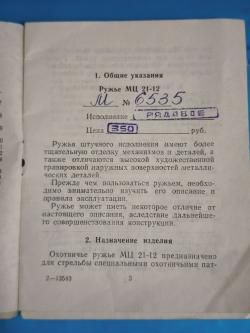 1. Общие указания
Ружье МЦ 21-12
М № 6535
Исполнение РЯДОВОЕ
Цена 350 руб.
Ружья штучного исполнения имеют более
тщательную отделку механизмов и деталей, а
также отличаются высокой художественной
гравировкой наружных поверхностей металли-
ческих деталей.
Прежде чем пользоваться ружьем, необхо-
димо внимательно изучить его описание и
правила эксплуатации.
Ружье может иметь некоторое отличие от
настоящего описания, вследствие дальнейше-
го совершенствования конструкции.
2. Назначение изделия
Охотничье ружье МЦ 21-12 предназначено
для стрельбы специальными охотничьими пат-
2—13543 3